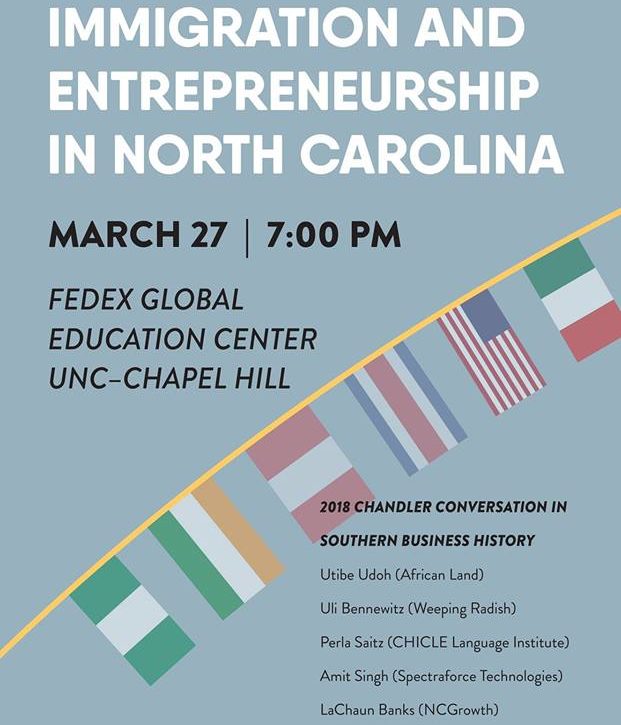 IMMIGRATION AND
ENTREPRENEURSHIP
IN NORTH CAROLINA
MARCH 27 | 7:00 PM
FEDEX GLOBAL
EDUCATION CENTER
UNC–CHAPEL HILL
2018 CHANDLER CONVERSATION IN
SOUTHERN BUSINESS HISTORY
Utibe Udoh (African Land)
Uli Bennewitz (Weeping Radish)
Perla Saitz (CHICLE Language Institute)
Amit Singh (Spectraforce Technologies)
LaChaun Banks (NCGrowth)